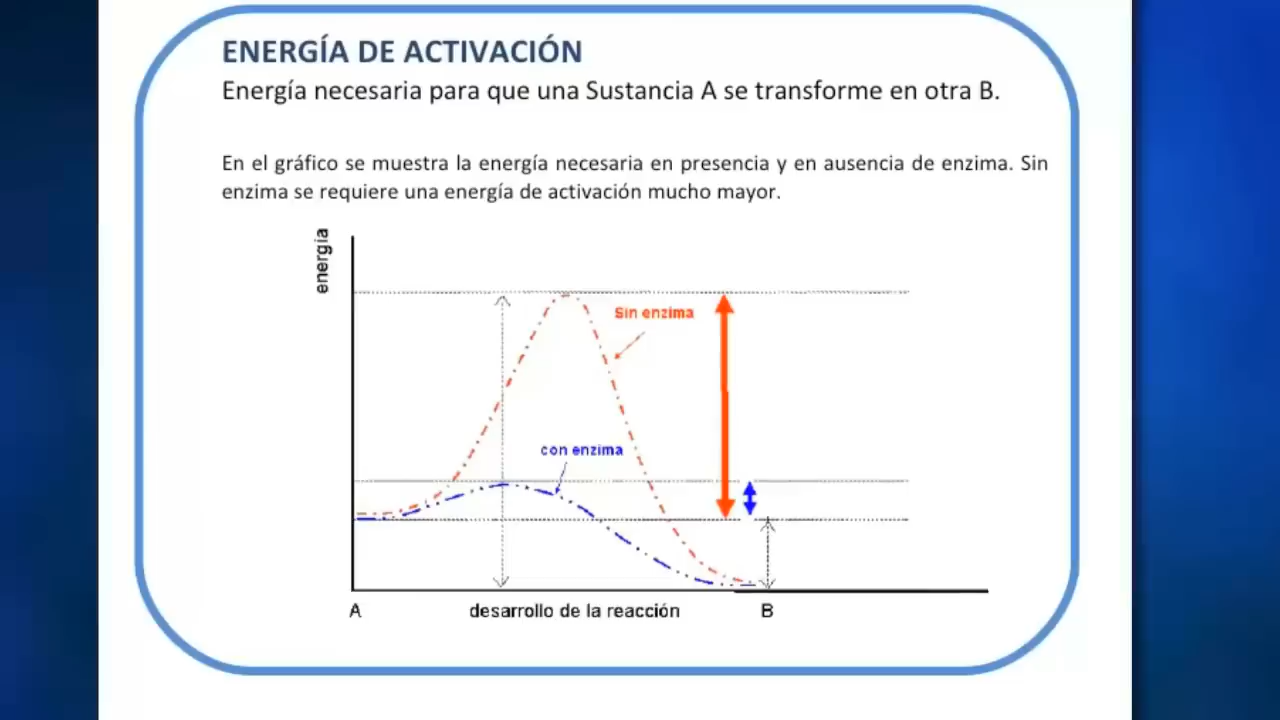 ENERGÍA DE ACTIVACIÓN
Energía necesaria para que una Sustancia A se transforme en otra B.
En el gráfico se muestra la energía necesaria en presencia y en ausencia de enzima. Sin
enzima se requiere una energía de activación mucho mayor.
energía
Sin enzima
con enzima
A
desarrollo de la reacción
B